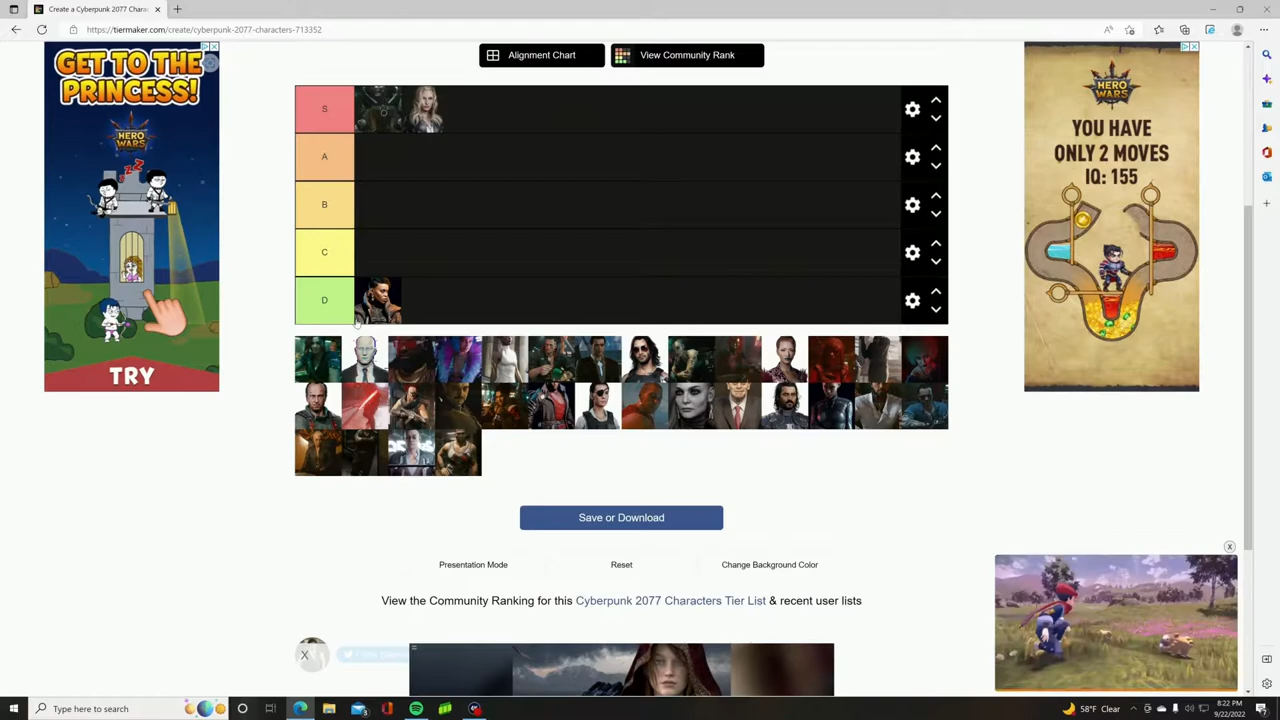 Create a Cyberpunk 2077 Charac
https://tiermaker.com/create/cyberpunk-2077-characters-713352
Alignment Chart
View Community Rank
GET TO THE
PRINCESS!
HERO
WARS
TRY
S
A
B
C
D
HERO
WARS
YOU HAVE
ONLY 2 MOVES
IQ: 155
Save or Download
Presentation Mode
Reset
Change Background Color
View the Community Ranking for this Cyberpunk 2077 Characters Tier List & recent user lists
X
X
Type here to search
58°F Clear
8:22 PM
9/22/2022